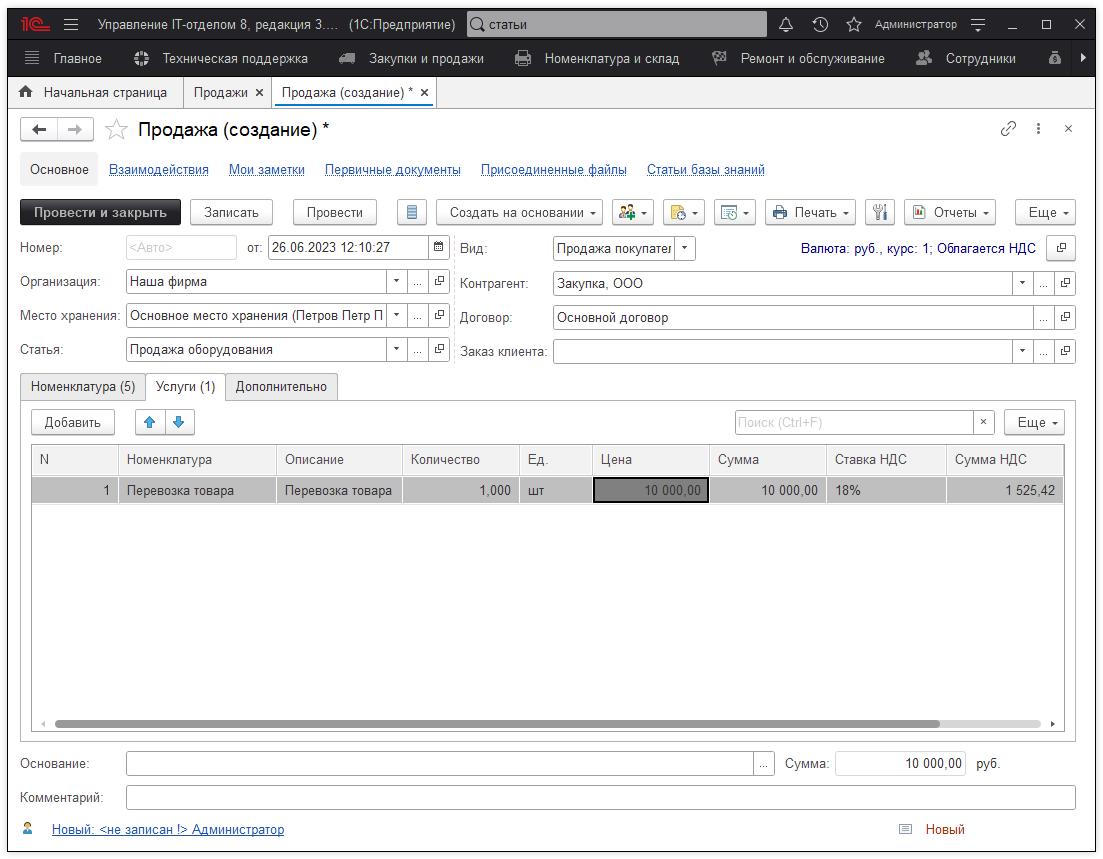 1С Управление IT-отделом 8, редакция 3.... (1С:Предприятие) статьи Администратор
Главное Техническая поддержка Закупки и продажи Номенклатура и склад Ремонт и обслуживание Сотрудники
Начальная страница Продажи × Продажа (создание) * ×
Продажа (создание) *
Основное Взаимодействия Мои заметки Первичные документы Присоединенные файлы Статьи базы знаний
Провести и закрыть Записать Провести Создать на основании Печать Отчеты Еще
Номер: <Авто> от: 26.06.2023 12:10:27 Вид: Продажа покупател Валюта: руб., курс: 1; Облагается НДС
Организация: Наша фирма ... Контрагент: Закупка, ООО ...
Место хранения: Основное место хранения (Петров Петр П ... Договор: Основной договор ...
Статья: Продажа оборудования ... Заказ клиента: ...
Номенклатура (5) Услуги (1) Дополнительно
Добавить Поиск (Ctrl+F) × Еще
N Номенклатура Описание Количество Ед. Цена Сумма Ставка НДС Сумма НДС
1 Перевозка товара Перевозка товара 1,000 шт 10 000,00 10 000,00 18% 1 525,42
Основание: ... Сумма: 10 000,00 руб.
Комментарий:
Новый: <не записан !> Администратор Новый